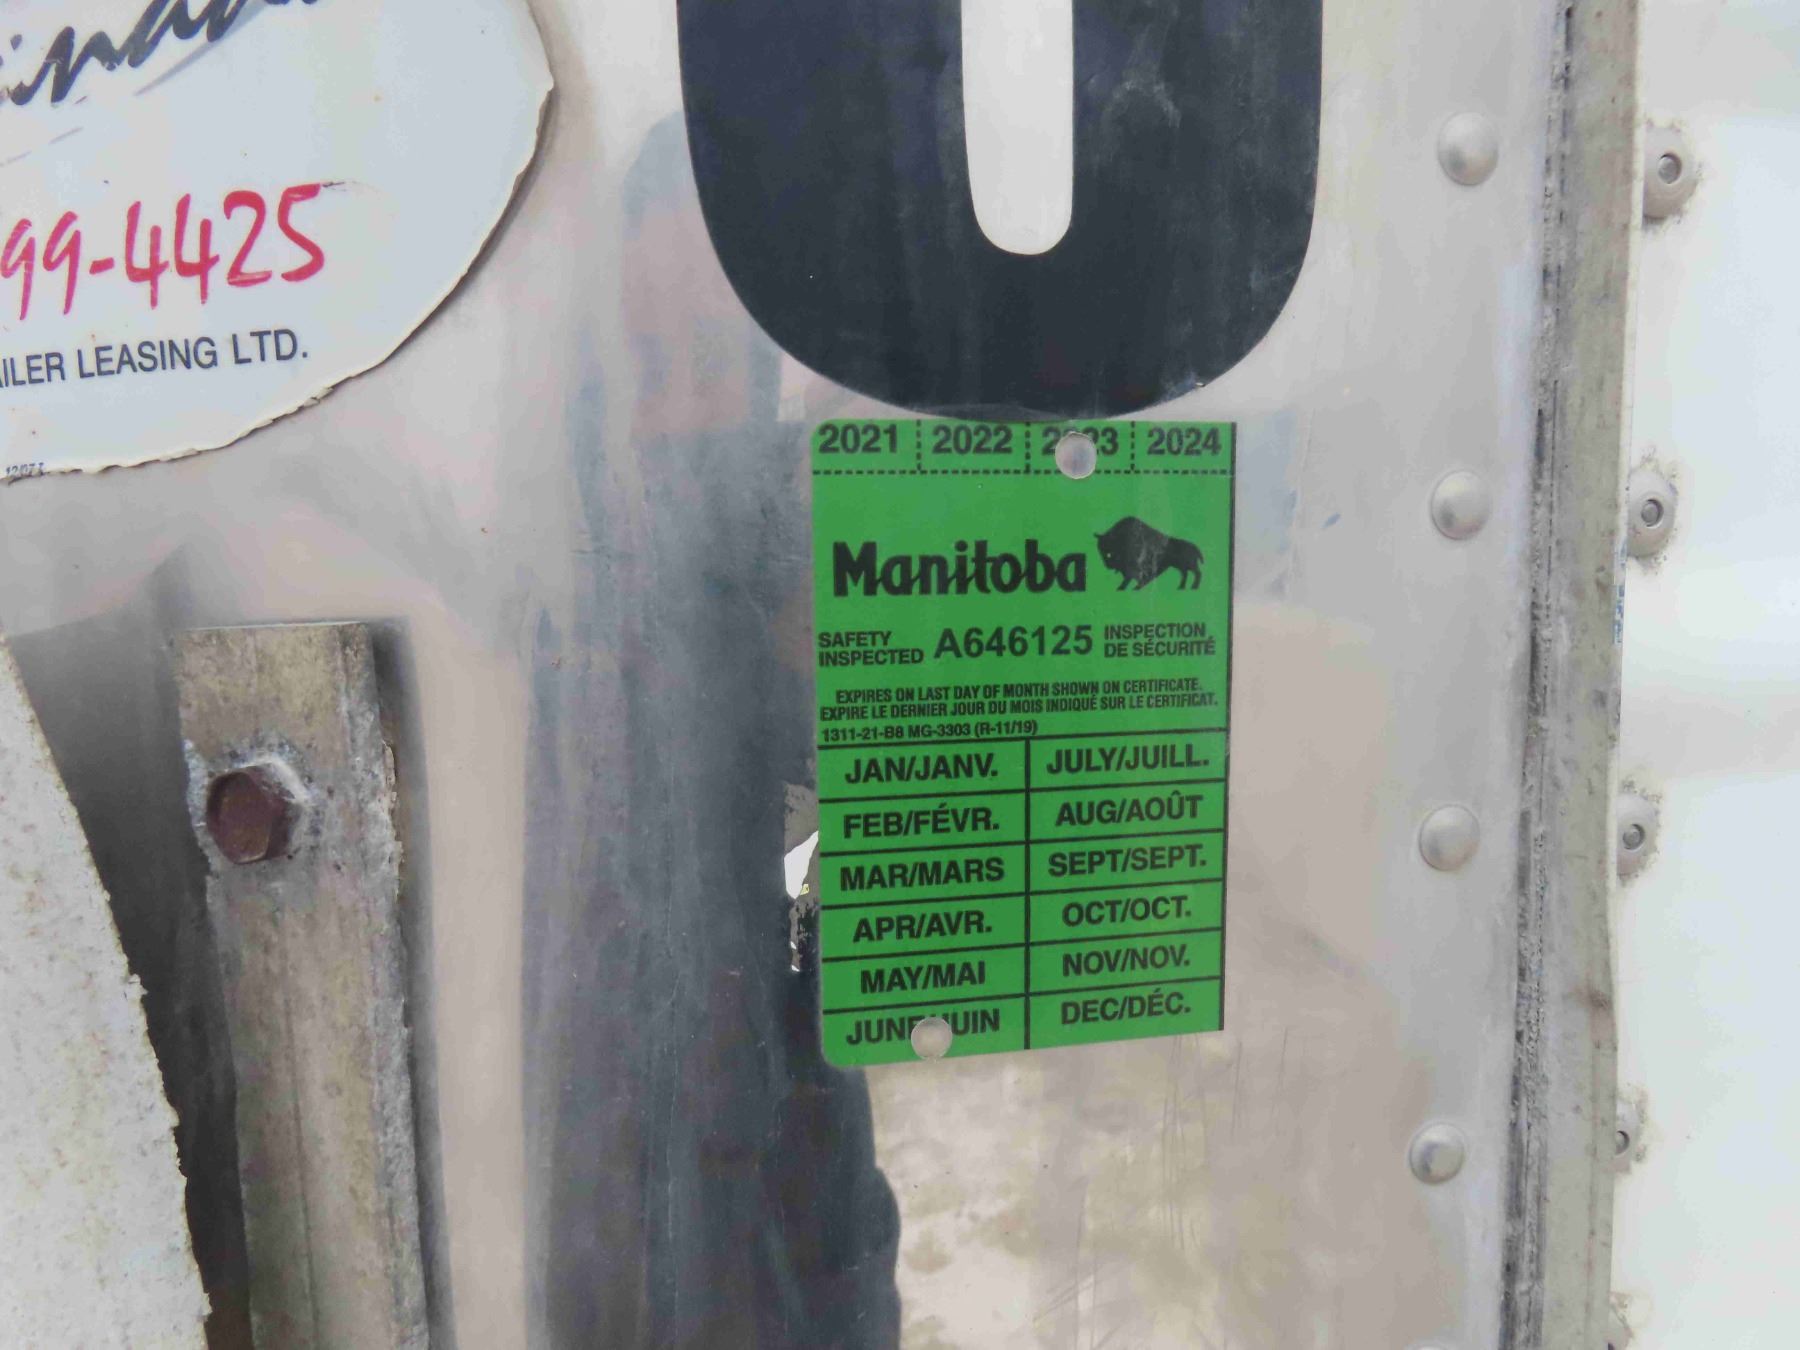 99-4425
LEASING LTD.
0
2021 2022 2024
Manitoba
SAFETY INSPECTED A646125 INSPECTION DE SÉCURITÉ
EXPIRES ON LAST DAY OF MONTH SHOWN ON CERTIFICATE.
EXPIRE LE DERNIER JOUR DU MOIS INDIQUÉ SUR LE CERTIFICAT.
1311-21-B8 MG-3303 (R-11/19)
JAN/JANV. JULY/JUILL.
FEB/FÉVR. AUG/AOÛT
MAR/MARS SEPT/SEPT.
APR/AVR. OCT/OCT.
MAY/MAI NOV/NOV.
JUNE/JUIN DEC/DÉC.